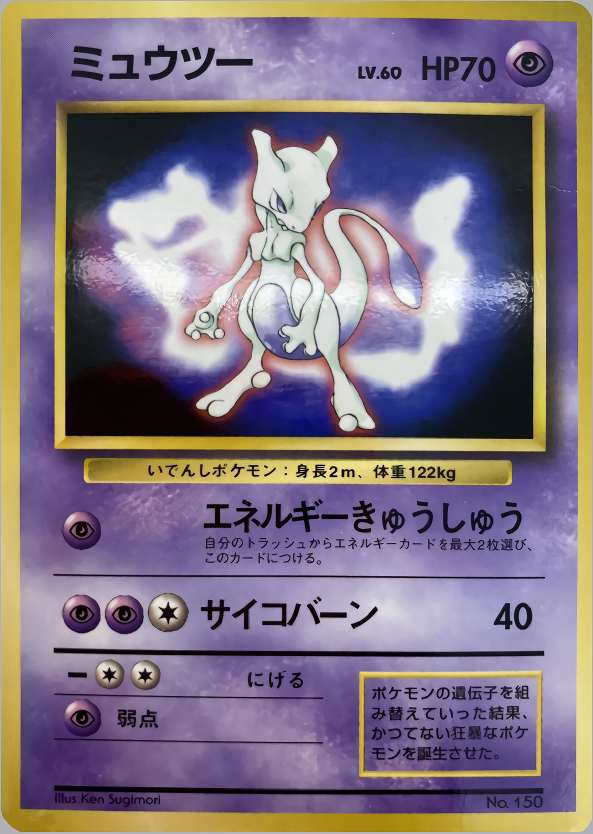 ミュウツー LV.60 HP70
いでんしポケモン：身長2m、体重122kg
エネルギーきゅうしゅう
自分のトラッシュからエネルギーカードを最大2枚選び、
このカードにつける。
サイコバーン 40
にげる
弱点
ポケモンの遺伝子を組
み替えていった結果、
かつてない狂暴なポケ
モンを誕生させた。
Illus. Ken Sugimori No. 150